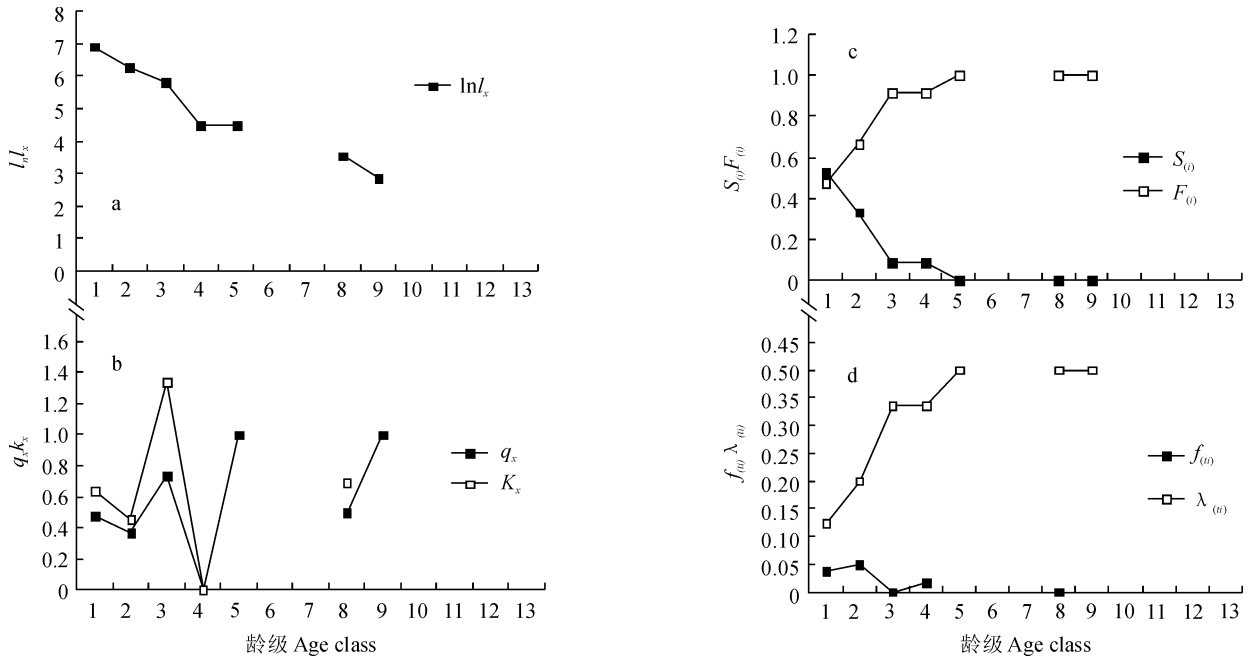 8
7
6
5
4
3
2
1
0
lnlx
a
lnlx
1 2 3 4 5 6 7 8 9 10 11 12 13
1.6
1.4
1.2
1.0
0.8
0.6
0.4
0.2
0
qxkx
b
qx
Kx
1 2 3 4 5 6 7 8 9 10 11 12 13
龄级 Age class
1.2
1.0
0.8
0.6
0.4
0.2
0
S(i)F(i)
c
S(i)
F(i)
1 2 3 4 5 6 7 8 9 10 11 12 13
0.45
0.50
0.35
0.30
0.25
0.20
0.15
0.10
0.05
0
f(ti) λ(ti)
d
f(ti)
λ (ti)
1 2 3 4 5 6 7 8 9 10 11 12 13
龄级 Age class